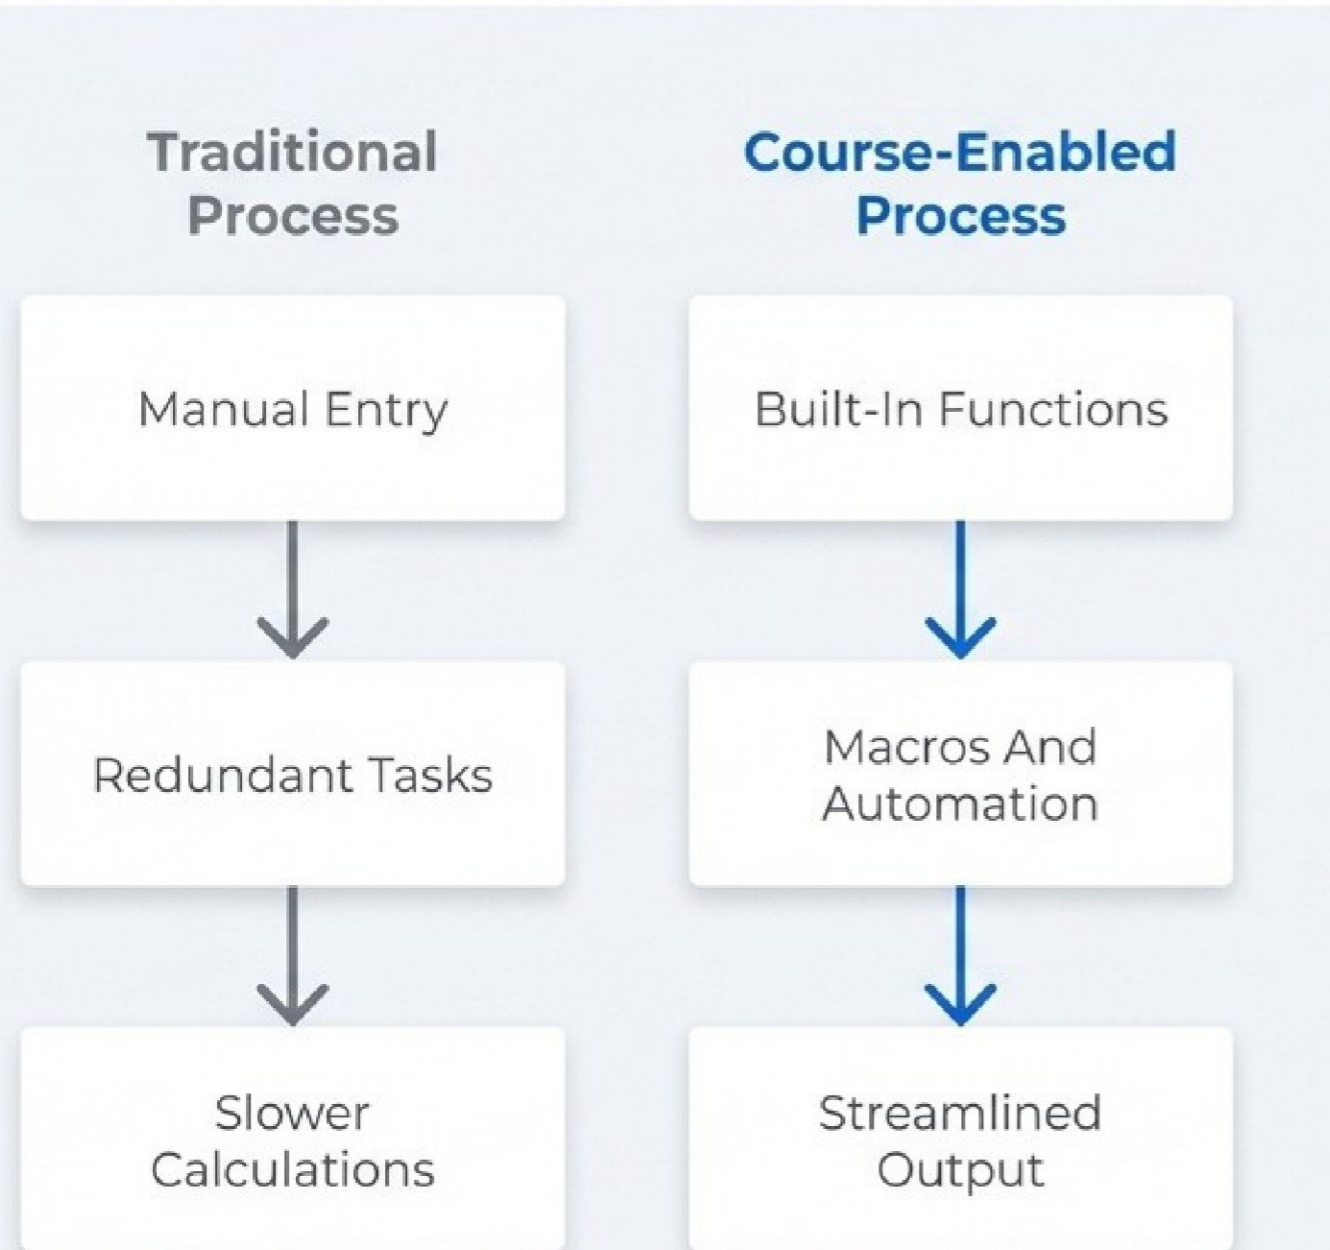 Traditional
Process
Manual Entry
Redundant Tasks
Slower
Calculations
Course-Enabled
Process
Built-In Functions
Macros And
Automation
Streamlined
Output